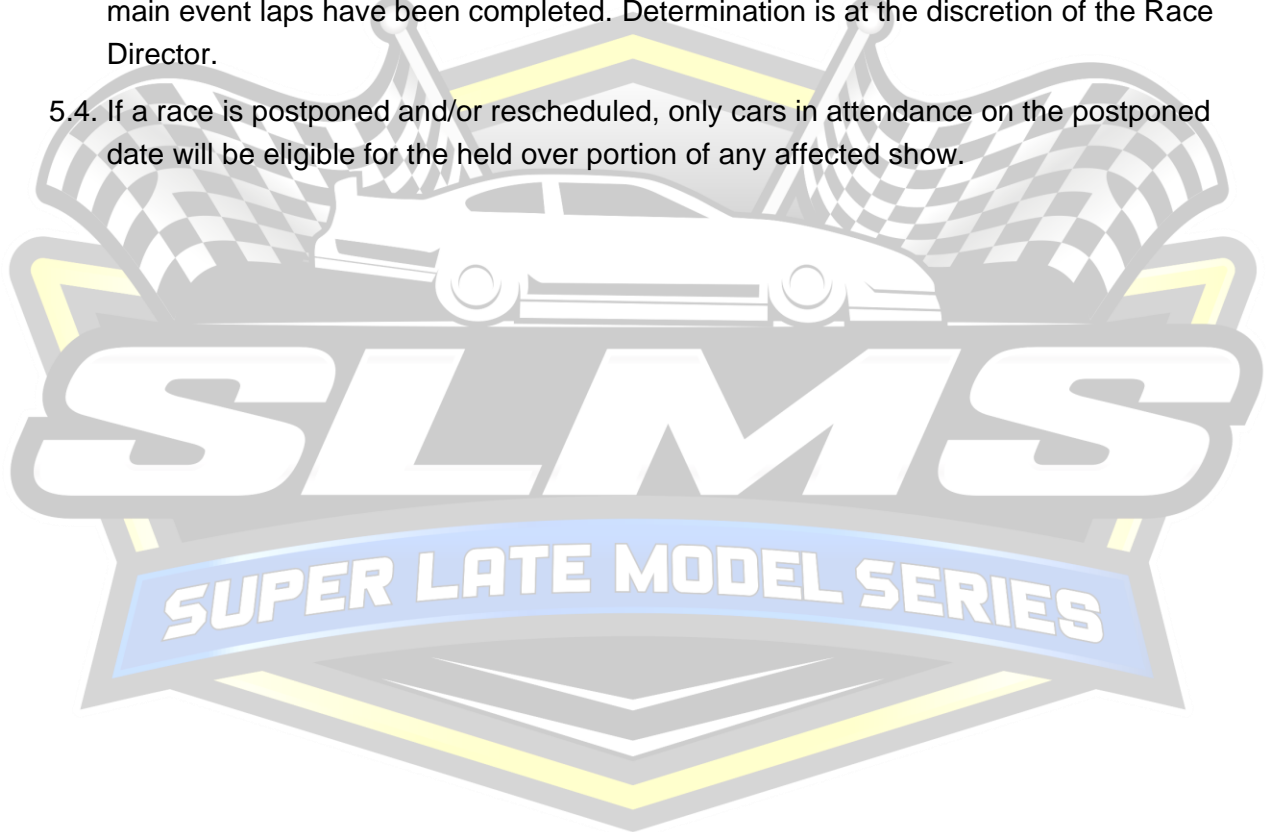 main event laps have been completed. Determination is at the discretion of the Race
Director.
5.4. If a race is postponed and/or rescheduled, only cars in attendance on the postponed
date will be eligible for the held over portion of any affected show.
SLMS
SUPER LATE MODEL SERIES